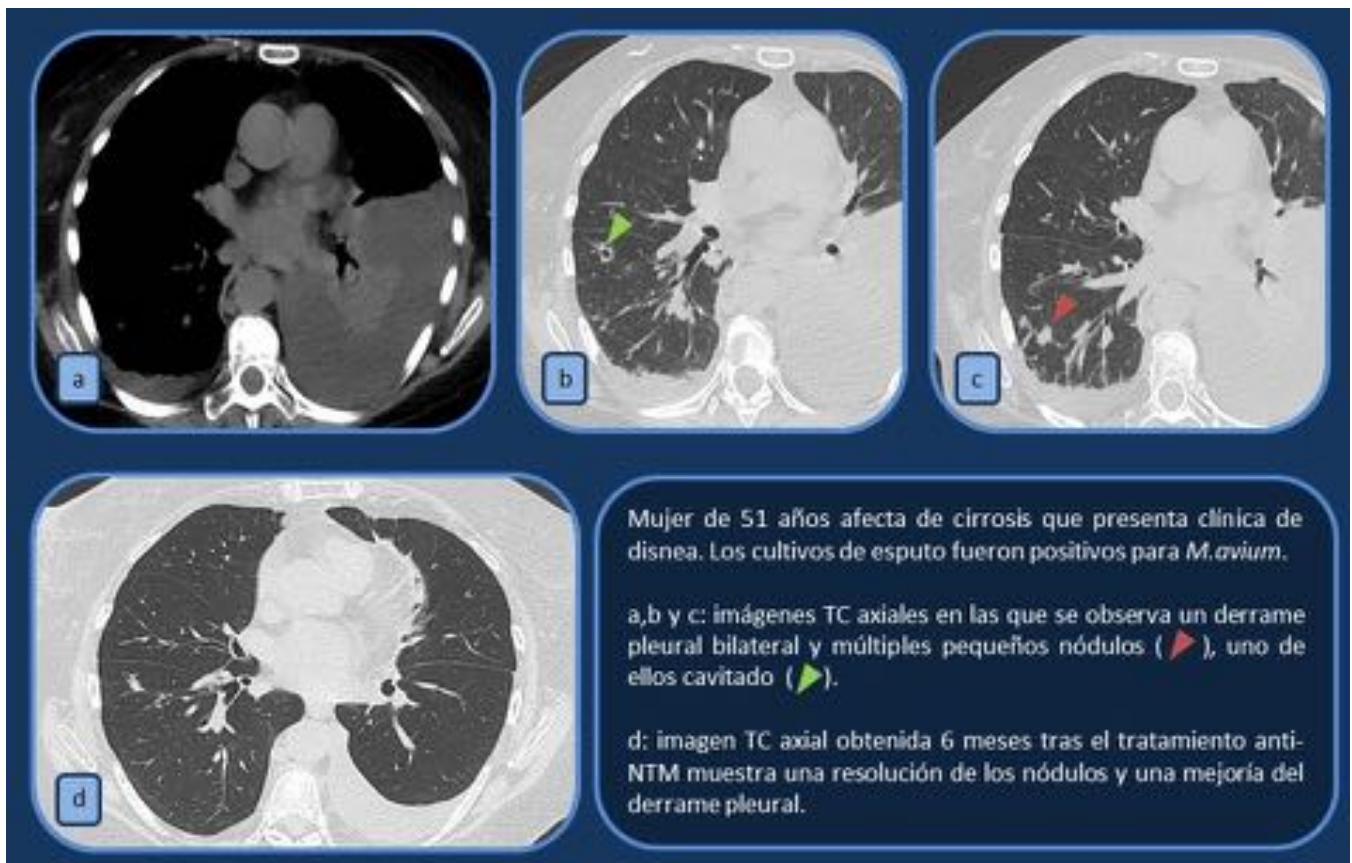 a
b
c
d
Mujer de 51 años afecta de cirrosis que presenta clínica de
disnea. Los cultivos de esputo fueron positivos para M.avium.
a,b y c: imágenes TC axiales en las que se observa un derrame
pleural bilateral y múltiples pequeños nódulos ( ), uno de
ellos cavitado ( ).
d: imagen TC axial obtenida 6 meses tras el tratamiento anti-
NTM muestra una resolución de los nódulos y una mejoría del
derrame pleural.